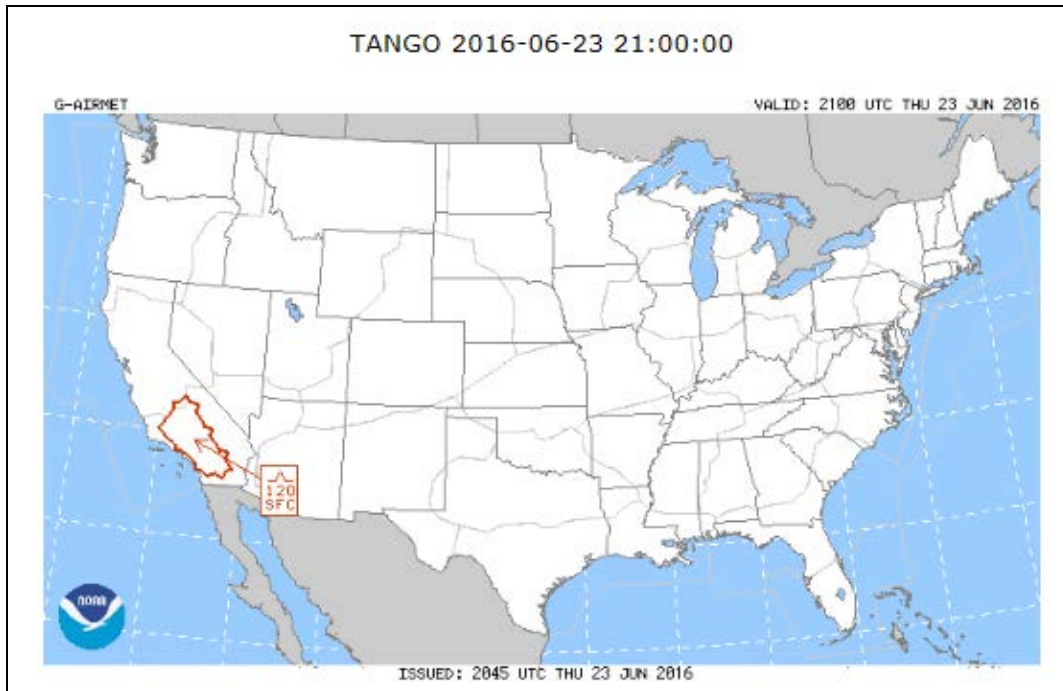 TANGO 2016-06-23 21:00:00
G-AIRMET
VALID: 2100 UTC THU 23 JUN 2016
120
SFC
NOAA
ISSUED: 2045 UTC THU 23 JUN 2016